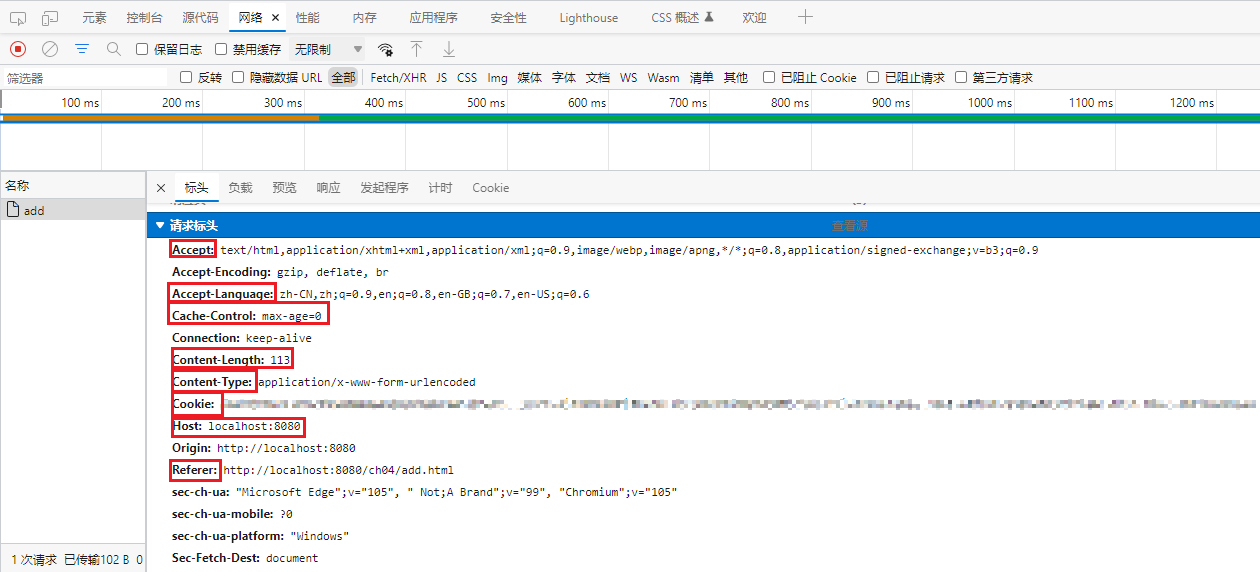 元素 控制台 源代码 网络 × 性能 内存 应用程序 安全性 Lighthouse CSS 概述 欢迎
保留日志 禁用缓存 无限制
筛选器 反转 隐藏数据 URL 全部 Fetch/XHR JS CSS Img 媒体 字体 文档 WS Wasm 清单 其他 已阻止 Cookie 已阻止请求 第三方请求
100 ms 200 ms 300 ms 400 ms 500 ms 600 ms 700 ms 800 ms 900 ms 1000 ms 1100 ms 1200 ms
名称 × 标头 负载 预览 响应 发起程序 计时 Cookie
add
请求标头 查看源
Accept: text/html,application/xhtml+xml,application/xml;q=0.9,image/webp,image/apng,*/*;q=0.8,application/signed-exchange;v=b3;q=0.9
Accept-Encoding: gzip, deflate, br
Accept-Language: zh-CN,zh;q=0.9,en;q=0.8,en-GB;q=0.7,en-US;q=0.6
Cache-Control: max-age=0
Connection: keep-alive
Content-Length: 113
Content-Type: application/x-www-form-urlencoded
Cookie:
Host: localhost:8080
Origin: http://localhost:8080
Referer: http://localhost:8080/ch04/add.html
sec-ch-ua: "Microsoft Edge";v="105", " Not;A Brand";v="99", "Chromium";v="105"
sec-ch-ua-mobile: ?0
sec-ch-ua-platform: "Windows"
Sec-Fetch-Dest: document
1 次请求 已传输102 B 0